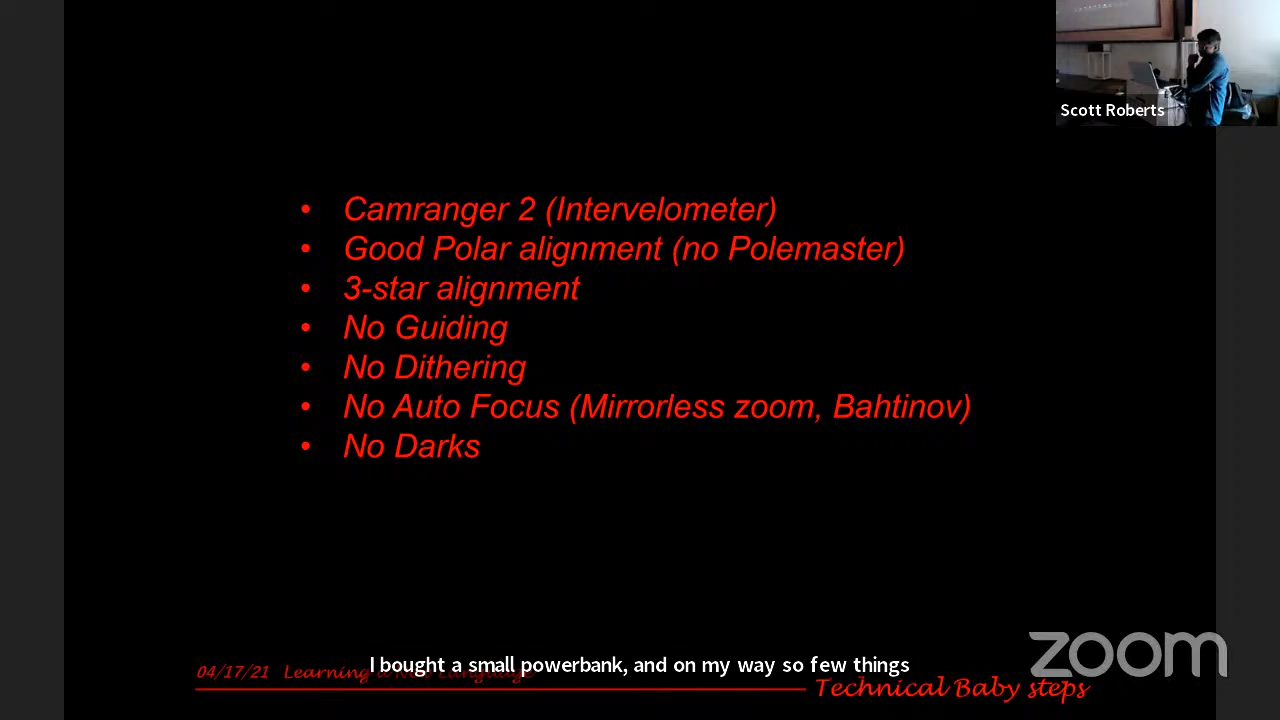 Scott Roberts
• Camranger 2 (Intervelometer)
• Good Polar alignment (no Polemaster)
• 3-star alignment
• No Guiding
• No Dithering
• No Auto Focus (Mirrorless zoom, Bahtinov)
• No Darks
04/17/21 Learning a New Language
I bought a small powerbank, and on my way so few things
zoom
Technical Baby steps